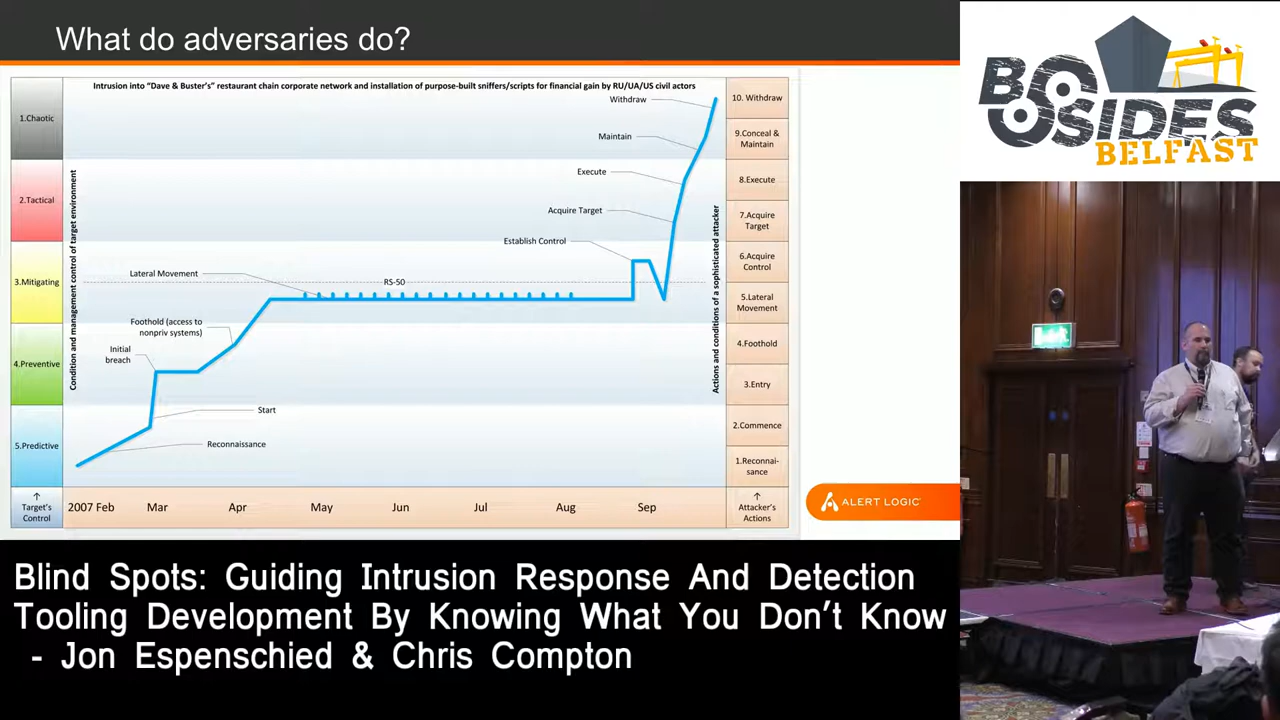 What do adversaries do?
Intrusion into “Dave & Buster’s” restaurant chain corporate network and installation of purpose-built sniffers/scripts for financial gain by RU/UA/US civil actors
1.Chaotic
2.Tactical
3.Mitigating
4.Preventive
5.Predictive
↑
Target's
Control
Condition and management control of target environment
Withdraw
Maintain
Execute
Acquire Target
Establish Control
Lateral Movement
RS-50
Foothold (access to
nonpriv systems)
Initial
breach
Start
Reconnaissance
2007 Feb
Mar
Apr
May
Jun
Jul
Aug
Sep
Actions and conditions of a sophisticated attacker
10. Withdraw
9.Conceal &
Maintain
8.Execute
7.Acquire
Target
6.Acquire
Control
5.Lateral
Movement
4.Foothold
3.Entry
2.Commence
1.Reconnai-
sance
↑
Attacker's
Actions
ALERT LOGIC
BSIDES
BELFAST
Blind Spots: Guiding Intrusion Response And Detection
Tooling Development By Knowing What You Don't Know
- Jon Espenschied & Chris Compton